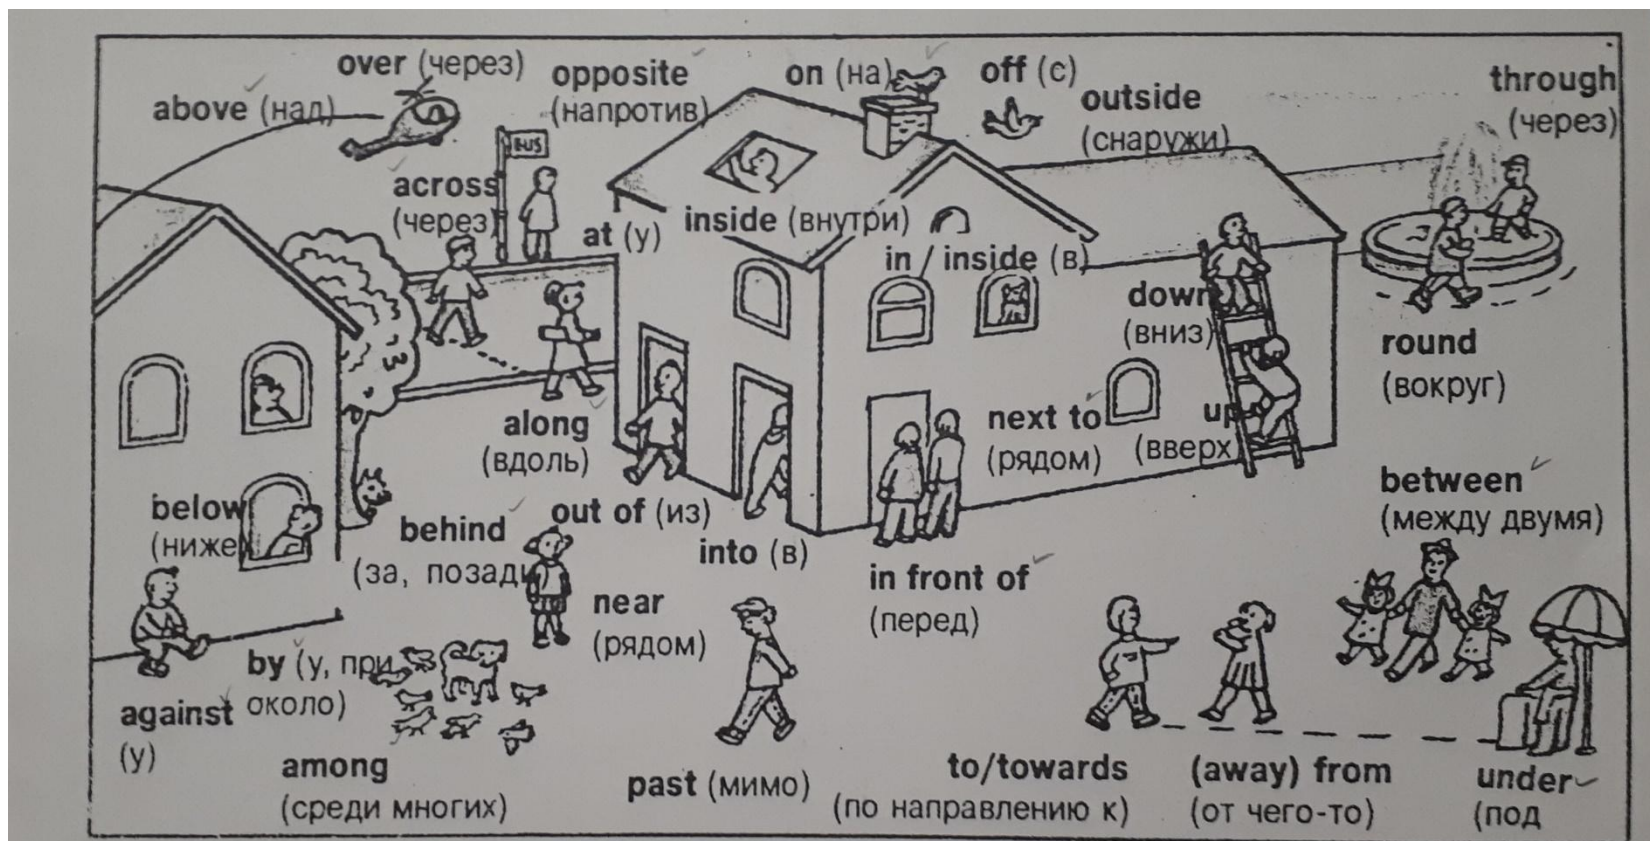 over (через)
above (над)
opposite
(напротив)
on (на)
off (с)
outside
(снаружи)
through
(через)
BUS
across
(через)
at (у)
inside (внутри)
in / inside (в)
down
(вниз)
round
(вокруг)
along
(вдоль)
next to
(рядом)
up
(вверх
between
(между двумя)
below
(ниже)
behind
(за, позади
out of (из)
into (в)
in front of
(перед)
near
(рядом)
by (у, при,
около)
against
(у)
among
(среди многих)
past (мимо)
to/towards
(по направлению к)
(away) from
(от чего-то)
under
(под